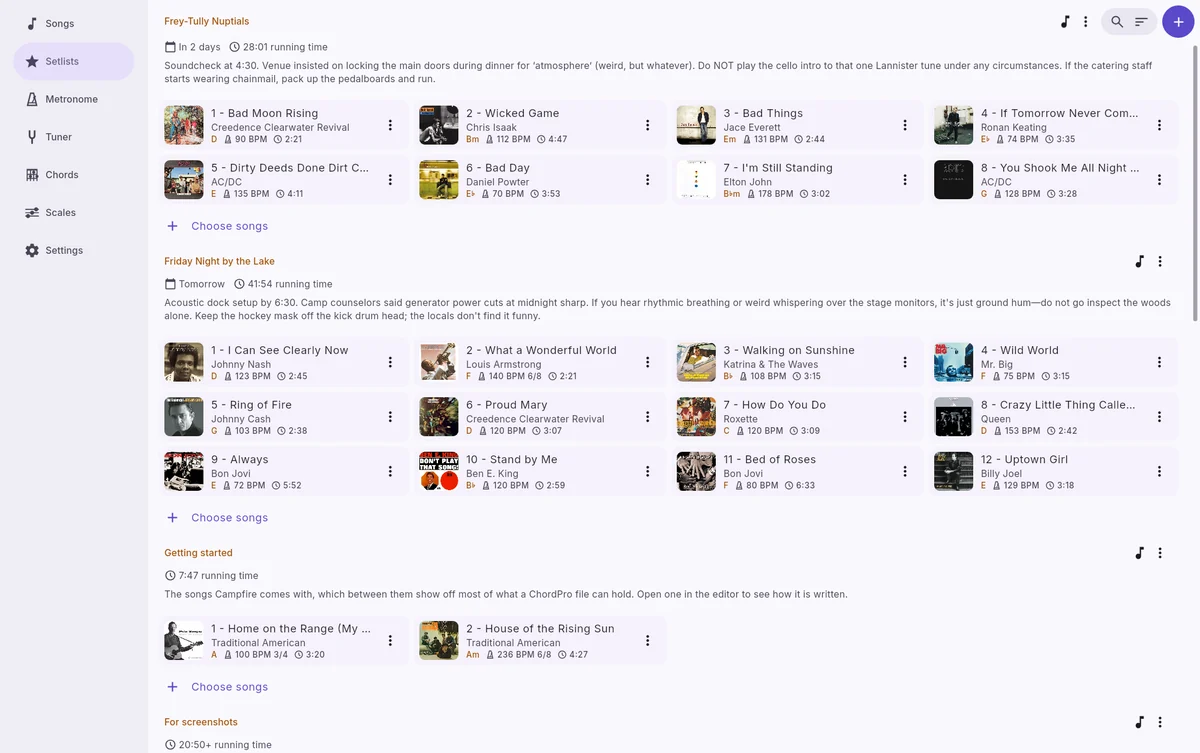 Songs
Setlists
Metronome
Tuner
Chords
Scales
Settings
Frey-Tully Nuptials
In 2 days 28:01 running time
Soundcheck at 4:30. Venue insisted on locking the main doors during dinner for ‘atmosphere’ (weird, but whatever). Do NOT play the cello intro to that one Lannister tune under any circumstances. If the catering staff
starts wearing chainmail, pack up the pedalboards and run.
1 - Bad Moon Rising
Creedence Clearwater Revival
D 90 BPM 2:21
2 - Wicked Game
Chris Isaak
Bm 112 BPM 4:47
3 - Bad Things
Jace Everett
Em 131 BPM 2:44
4 - If Tomorrow Never Com...
Ronan Keating
E♭ 74 BPM 3:35
5 - Dirty Deeds Done Dirt C...
AC/DC
E 135 BPM 4:11
6 - Bad Day
Daniel Powter
E♭ 70 BPM 3:53
7 - I'm Still Standing
Elton John
B♭m 178 BPM 3:02
8 - You Shook Me All Night ...
AC/DC
G 128 BPM 3:28
Choose songs
Friday Night by the Lake
Tomorrow 41:54 running time
Acoustic dock setup by 6:30. Camp counselors said generator power cuts at midnight sharp. If you hear rhythmic breathing or weird whispering over the stage monitors, it's just ground hum—do not go inspect the woods
alone. Keep the hockey mask off the kick drum head; the locals don't find it funny.
1 - I Can See Clearly Now
Johnny Nash
D 123 BPM 2:45
2 - What a Wonderful World
Louis Armstrong
F 140 BPM 6/8 2:21
3 - Walking on Sunshine
Katrina & The Waves
B♭ 108 BPM 3:15
4 - Wild World
Mr. Big
F 75 BPM 3:15
5 - Ring of Fire
Johnny Cash
G 103 BPM 2:38
6 - Proud Mary
Creedence Clearwater Revival
D 120 BPM 3:07
7 - How Do You Do
Roxette
C 120 BPM 3:09
8 - Crazy Little Thing Calle...
Queen
D 153 BPM 2:42
9 - Always
Bon Jovi
E 72 BPM 5:52
DON'T PLAY
THAT SONG!
10 - Stand by Me
Ben E. King
B♭ 120 BPM 2:59
11 - Bed of Roses
Bon Jovi
F 80 BPM 6:33
12 - Uptown Girl
Billy Joel
E 129 BPM 3:18
Choose songs
Getting started
7:47 running time
The songs Campfire comes with, which between them show off most of what a ChordPro file can hold. Open one in the editor to see how it is written.
1 - Home on the Range (My ...
Traditional American
A 100 BPM 3/4 3:20
2 - House of the Rising Sun
Traditional American
Am 236 BPM 6/8 4:27
Choose songs
For screenshots
20:50+ running time